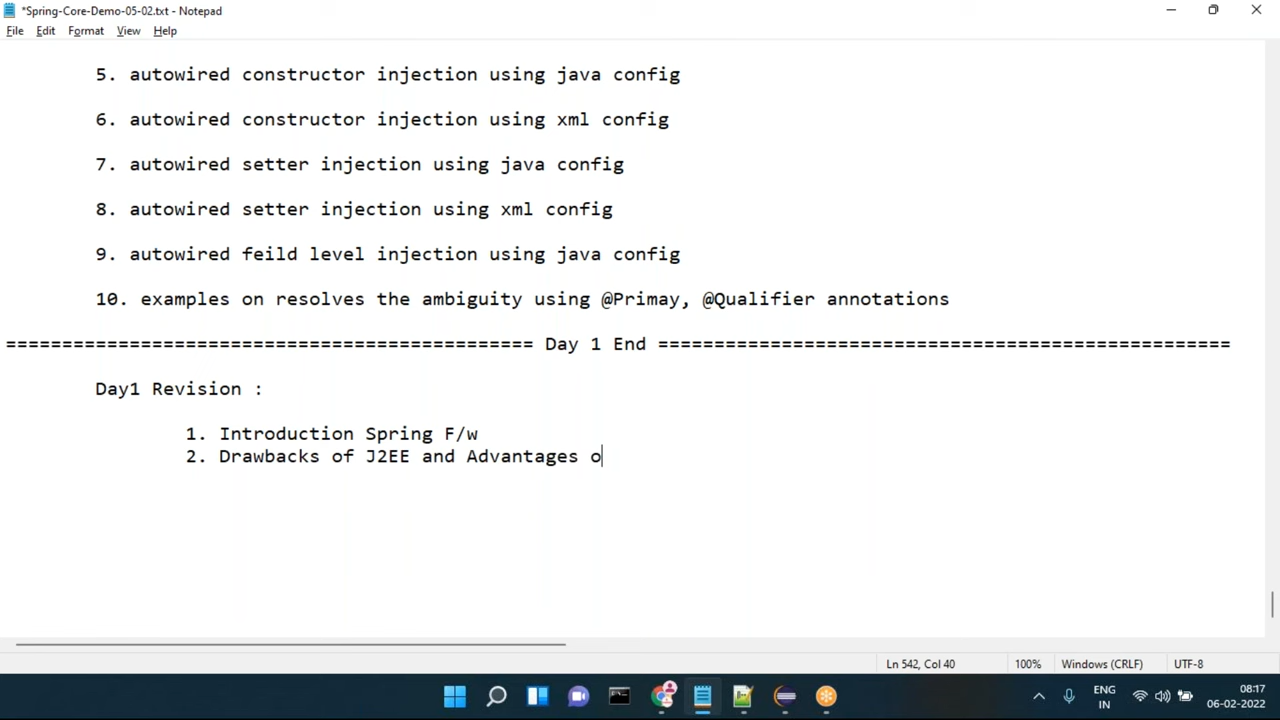 *Spring-Core-Demo-05-02.txt - Notepad
File Edit Format View Help
5. autowired constructor injection using java config
6. autowired constructor injection using xml config
7. autowired setter injection using java config
8. autowired setter injection using xml config
9. autowired feild level injection using java config
10. examples on resolves the ambiguity using @Primay, @Qualifier annotations
=============================================== Day 1 End ===================================================
Day1 Revision :
1. Introduction Spring F/w
2. Drawbacks of J2EE and Advantages o
Ln 542, Col 40 100% Windows (CRLF) UTF-8
ENG 08:17
IN 06-02-2022